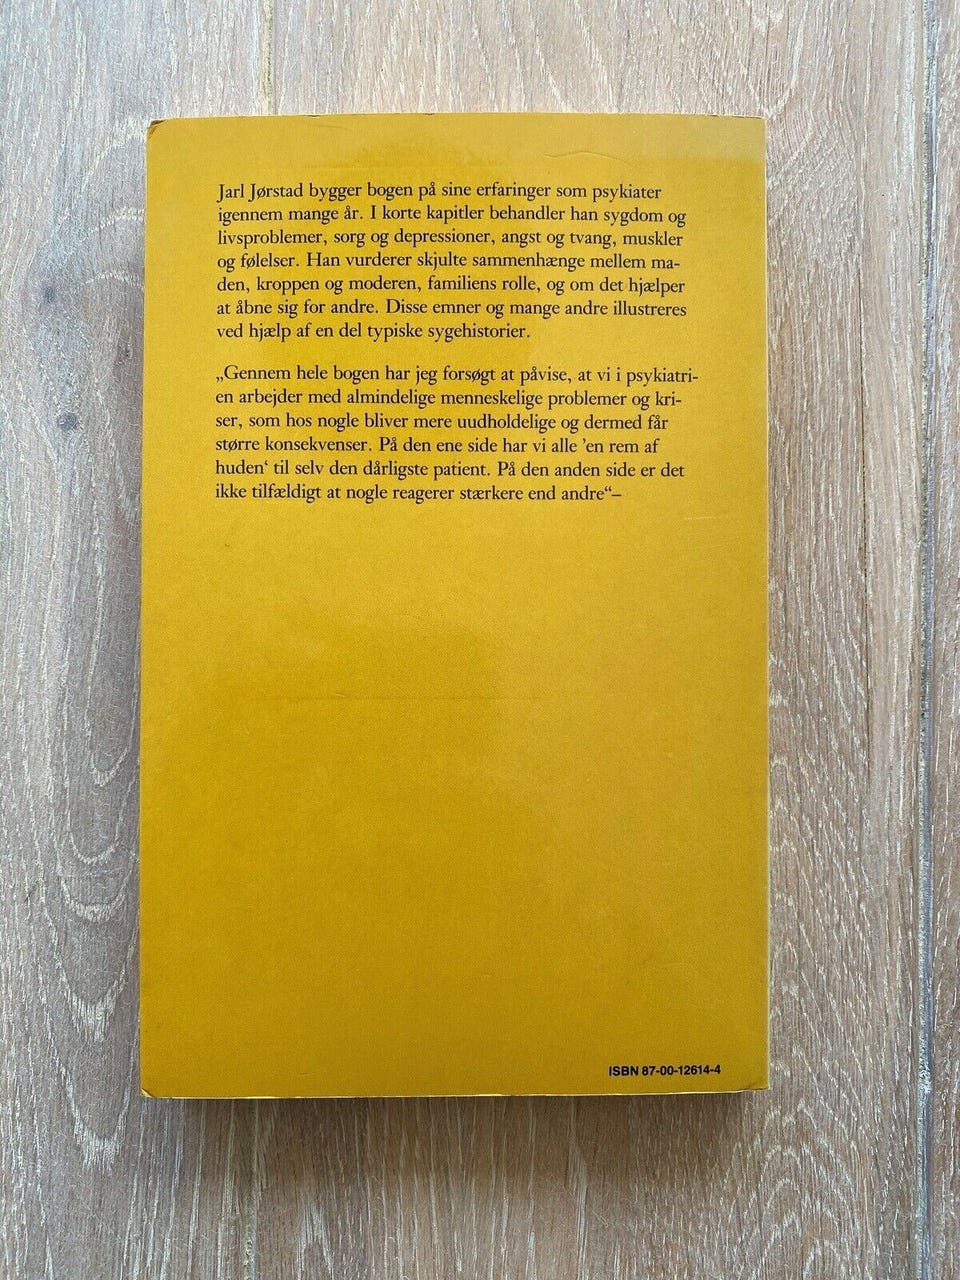 Jarl Jørstad bygger bogen på sine erfaringer som psykiater
igennem mange år. I korte kapitler behandler han sygdom og
livsproblemer, sorg og depressioner, angst og tvang, muskler
og følelser. Han vurderer skjulte sammenhænge mellem ma-
den, kroppen og moderen, familiens rolle, og om det hjælper
at åbne sig for andre. Disse emner og mange andre illustreres
ved hjælp af en del typiske sygehistorier.
„Gennem hele bogen har jeg forsøgt at påvise, at vi i psykiatri-
en arbejder med almindelige menneskelige problemer og kri-
ser, som hos nogle bliver mere uudholdelige og dermed får
større konsekvenser. På den ene side har vi alle 'en rem af
huden‘ til selv den dårligste patient. På den anden side er det
ikke tilfældigt at nogle reagerer stærkere end andre“–
ISBN 87-00-12614-4